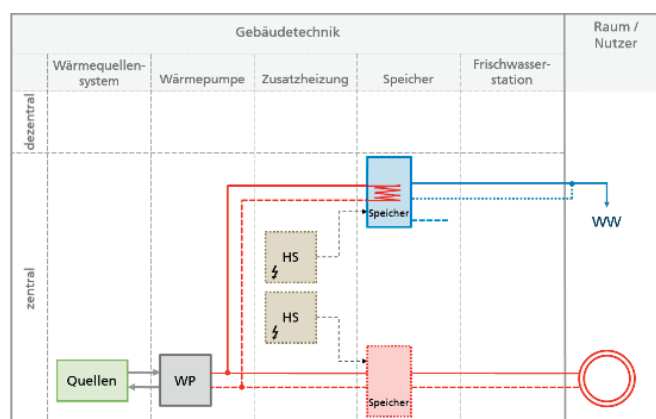 Gebäudetechnik
Raum /
Nutzer
Wärmequellen-
system
Wärmepumpe
Zusatzheizung
Speicher
Frischwasser-
station
dezentral
zentral
Speicher
WW
HS
HS
Quellen
WP
Speicher